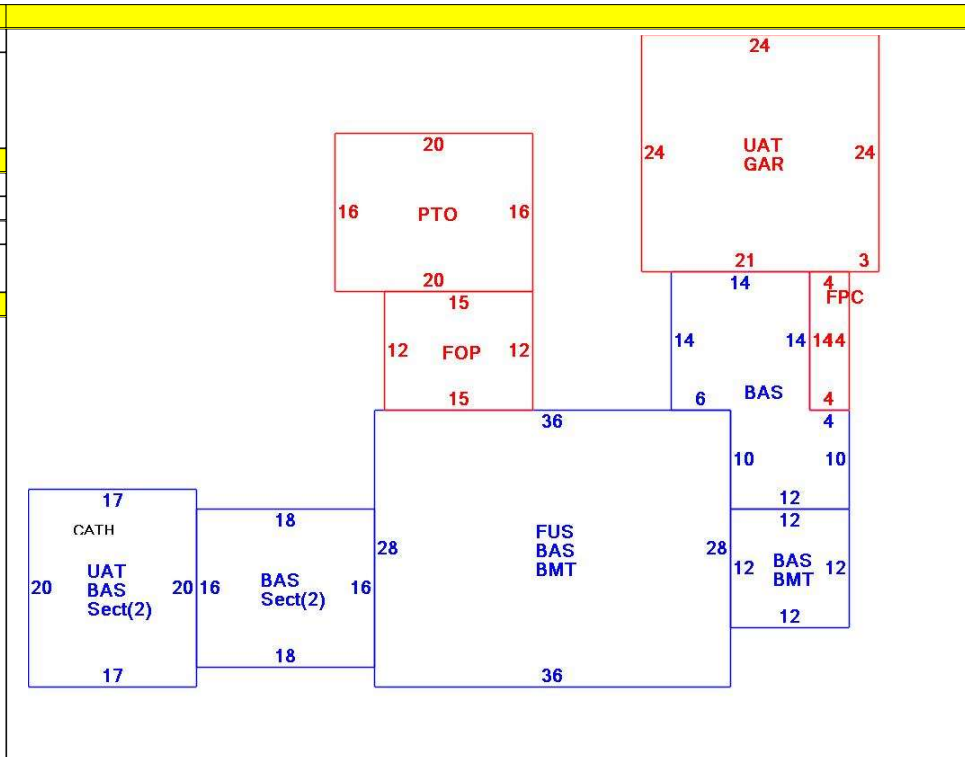 24
24 UAT 24
GAR
21 3
20
16 PTO 16
20
15
12 FOP 12
15
14 4
FPC
14 14 14 14
BAS
6 4
4
10 10
12
36
28 FUS 28
BAS
BMT
36
12
12 BAS 12
BMT
12
17
CATH
20 UAT 20
BAS
Sect(2)
17
18
16 BAS 16
Sect(2)
18